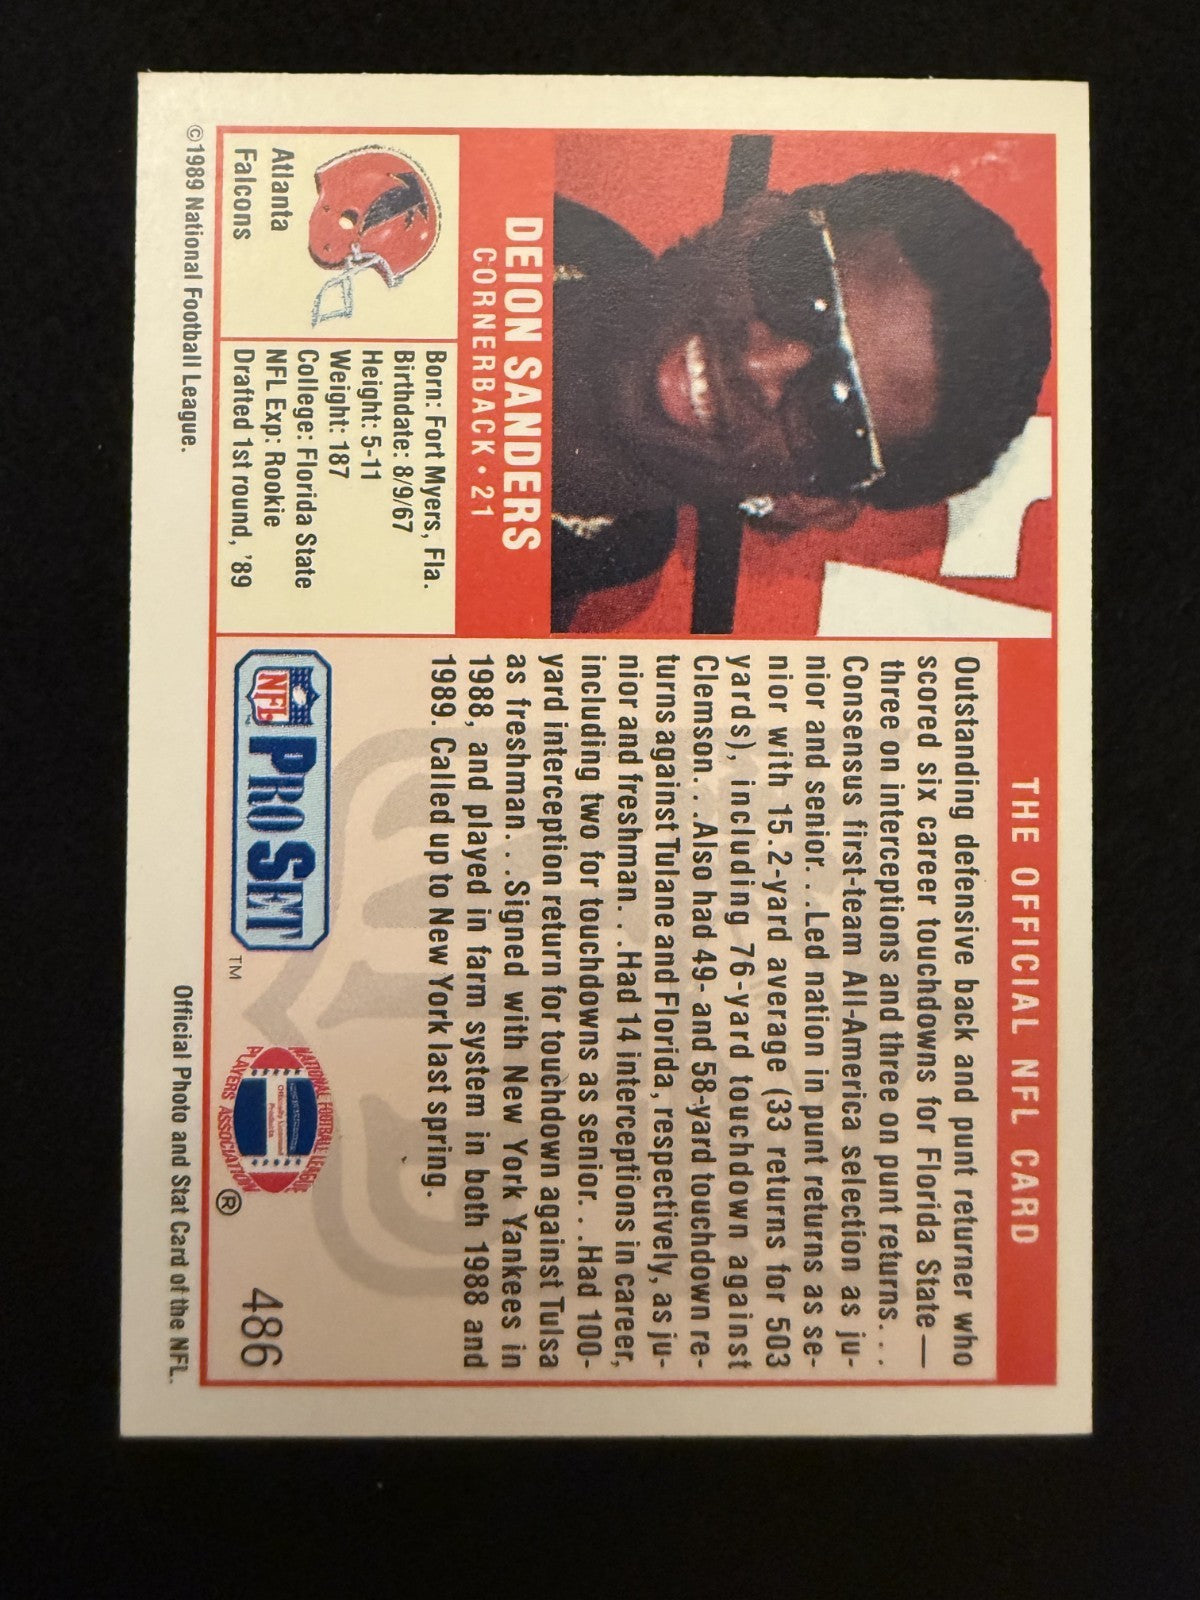 THE OFFICIAL NFL CARD
DEION SANDERS
CORNERBACK • 21
Atlanta
Falcons
Born: Fort Myers, Fla.
Birthdate: 8/9/67
Height: 5-11
Weight: 187
College: Florida State
NFL Exp: Rookie
Drafted 1st round, '89
Outstanding defensive back and punt returner who
scored six career touchdowns for Florida State—
three on interceptions and three on punt returns. . .
Consensus first-team All-America selection as ju-
nior and senior. . .Led nation in punt returns as se-
nior with 15.2-yard average (33 returns for 503
yards), including 76-yard touchdown against
Clemson. . .Also had 49- and 58-yard touchdown re-
turns against Tulane and Florida, respectively, as ju-
nior and freshman. . .Had 14 interceptions in career,
including two for touchdowns as senior. . .Had 100-
yard interception return for touchdown against Tulsa
as freshman. . .Signed with New York Yankees in
1988, and played in farm system in both 1988 and
1989. Called up to New York last spring.
NFL PRO SET TM
NATIONAL FOOTBALL LEAGUE
PLAYERS ASSOCIATION
Officially Licensed
Products
®
486
©1989 National Football League.
Official Photo and Stat Card of the NFL.